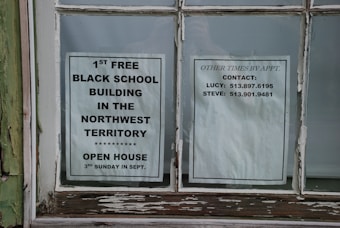 1ST FREE
BLACK SCHOOL
BUILDING
IN THE
NORTHWEST
TERRITORY
**********
OPEN HOUSE
2ND SUNDAY IN SEPT.
OTHER TIMES BY APPT.
CONTACT:
LUCY: 513.897.6195
STEVE: 513.901.9481